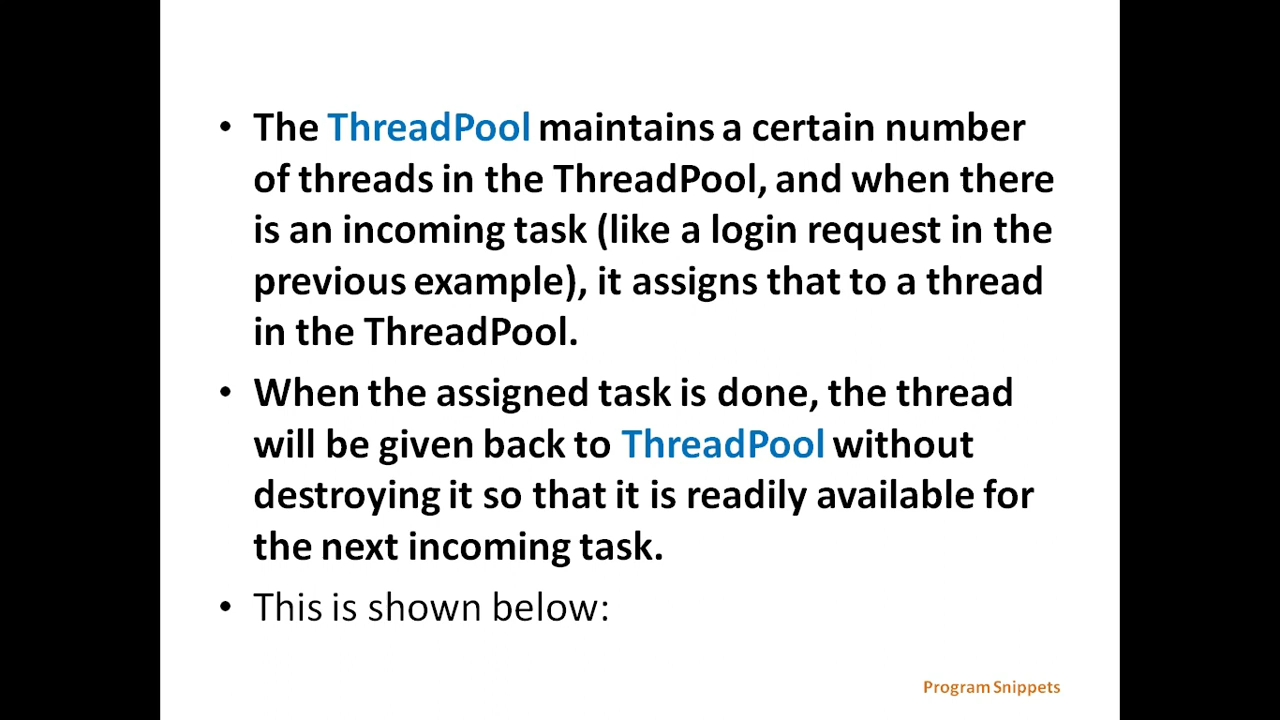 • The ThreadPool maintains a certain number
of threads in the ThreadPool, and when there
is an incoming task (like a login request in the
previous example), it assigns that to a thread
in the ThreadPool.
• When the assigned task is done, the thread
will be given back to ThreadPool without
destroying it so that it is readily available for
the next incoming task.
• This is shown below:
Program Snippets